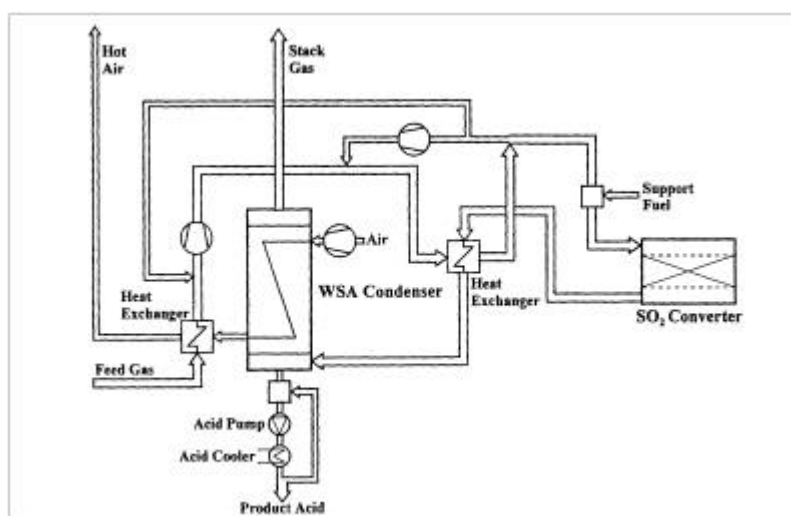 Hot
Air
Stack
Gas
Support
Fuel
Air
WSA Condenser
Heat
Exchanger
Heat
Exchanger
SO₂ Converter
Feed Gas
Acid Pump
Acid Cooler
Product Acid